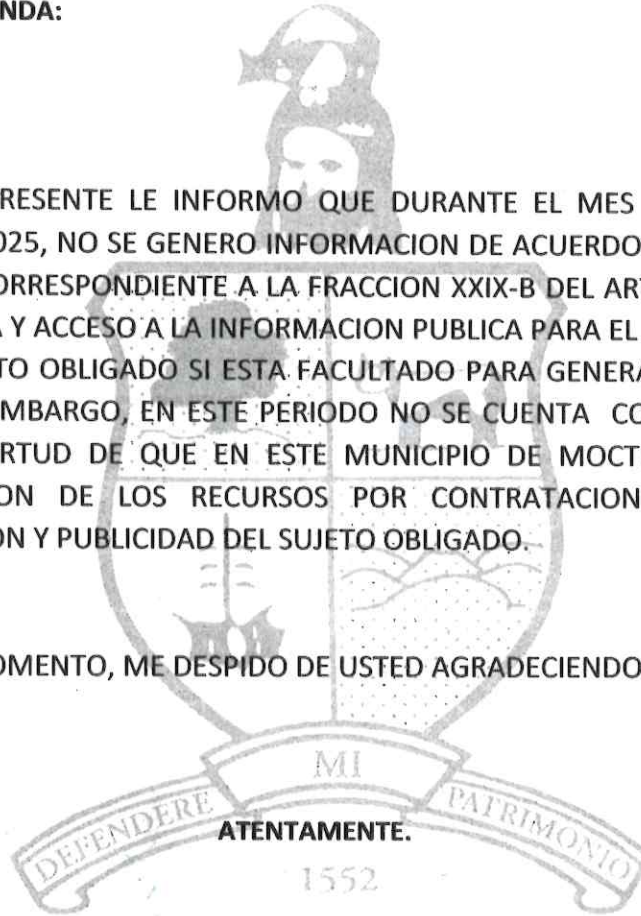 NDA:
RESENTE LE INFORMO QUE DURANTE EL MES
025, NO SE GENERO INFORMACION DE ACUERDO
ORRESPONDIENTE A LA FRACCION XXIX-B DEL AR
A Y ACCESO A LA INFORMACION PUBLICA PARA EL
TO OBLIGADO SI ESTA FACULTADO PARA GENERA
EMBARGO, EN ESTE PERIODO NO SE CUENTA CO
RTUD DE QUE EN ESTE MUNICIPIO DE MOCT
ON DE LOS RECURSOS POR CONTRATACION
ON Y PUBLICIDAD DEL SUJETO OBLIGADO.
OMENTO, ME DESPIDO DE USTED AGRADECIENDO
MI
DEFENDERE
PATRIMONIO
ATENTAMENTE.
1552